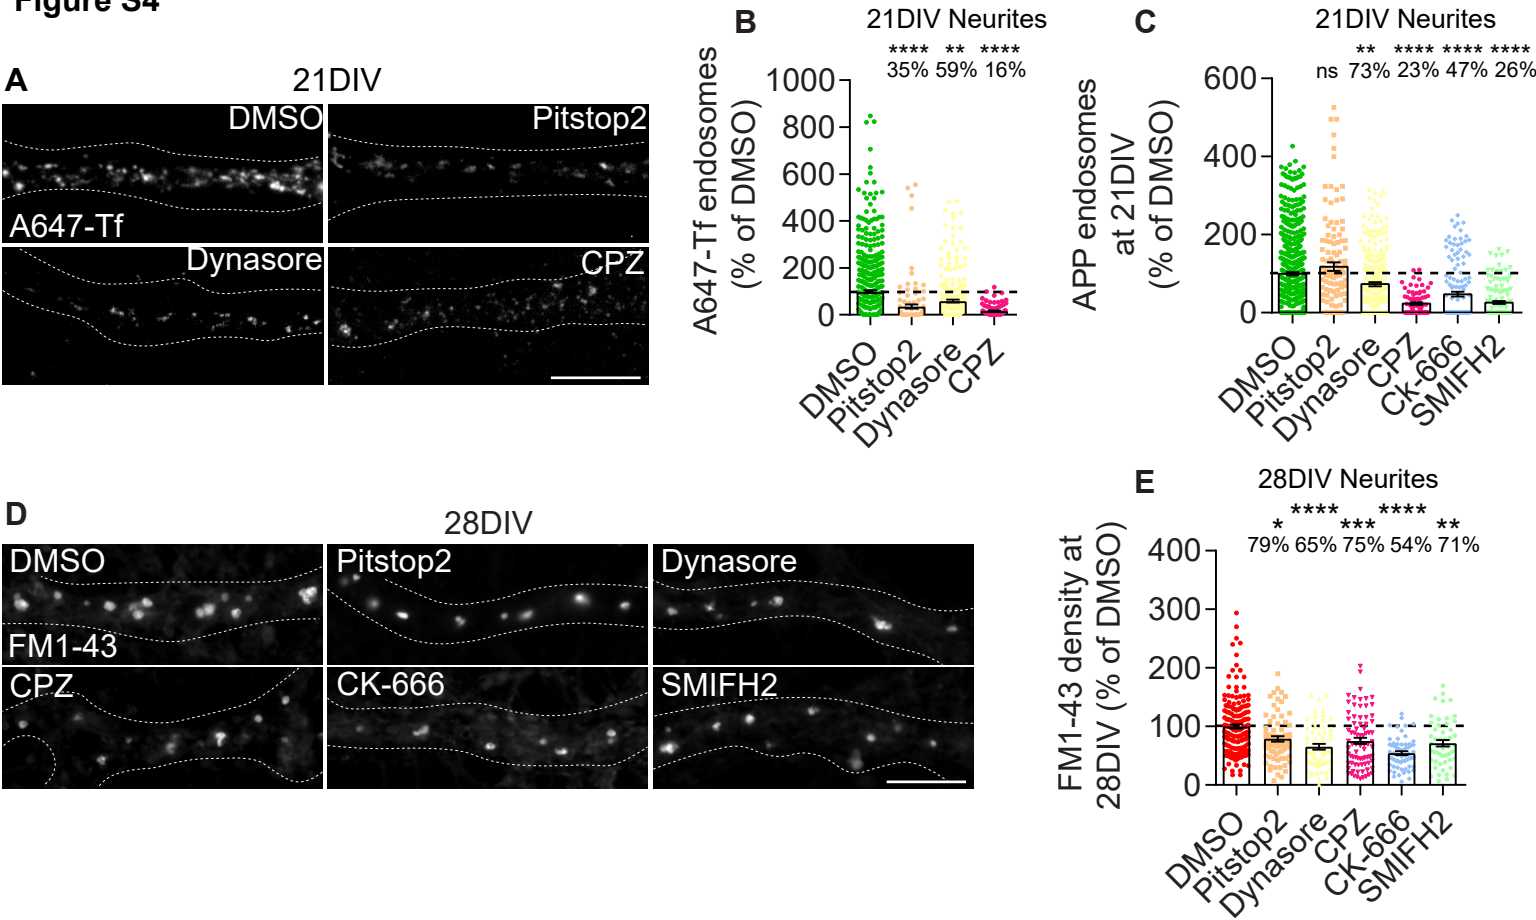 Figure S4
A
21DIV
DMSO
A647-Tf
Pitstop2
Dynasore
CPZ
B
21DIV Neurites
**** ** ****
35% 59% 16%
A647-Tf endosomes
(% of DMSO)
1000
800
600
400
200
0
DMSO
Pitstop2
Dynasore
CPZ
C
21DIV Neurites
** **** **** ****
ns 73% 23% 47% 26%
APP endosomes
at 21DIV
(% of DMSO)
600
400
200
0
DMSO
Pitstop2
Dynasore
CPZ
Ck-666
SMIFH2
D
28DIV
DMSO
FM1-43
Pitstop2
Dynasore
CPZ
CK-666
SMIFH2
E
28DIV Neurites
* **** *** **** **
79% 65% 75% 54% 71%
FM1-43 density at
28DIV (% of DMSO)
400
300
200
100
0
DMSO
Pitstop2
Dynasore
CPZ
CK-666
SMIFH2